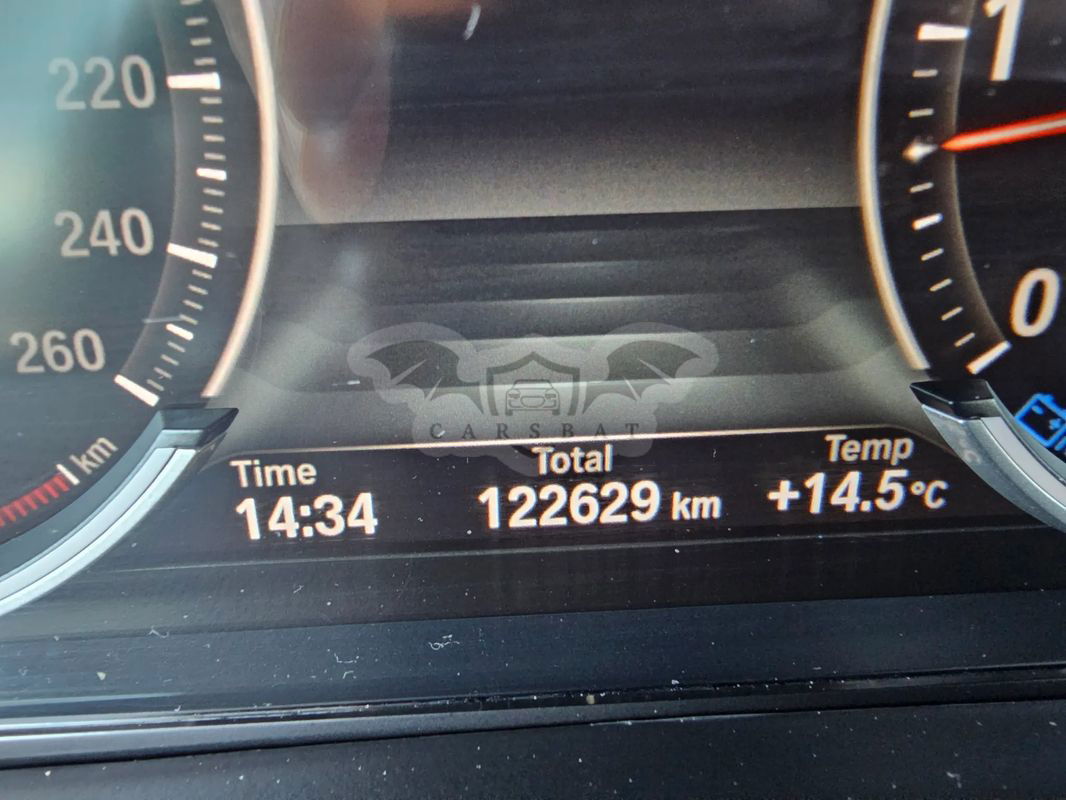 220
240
260
km
1
0
CARSBAT
Time
14:34
Total
122629 km
Temp
+14.5°C